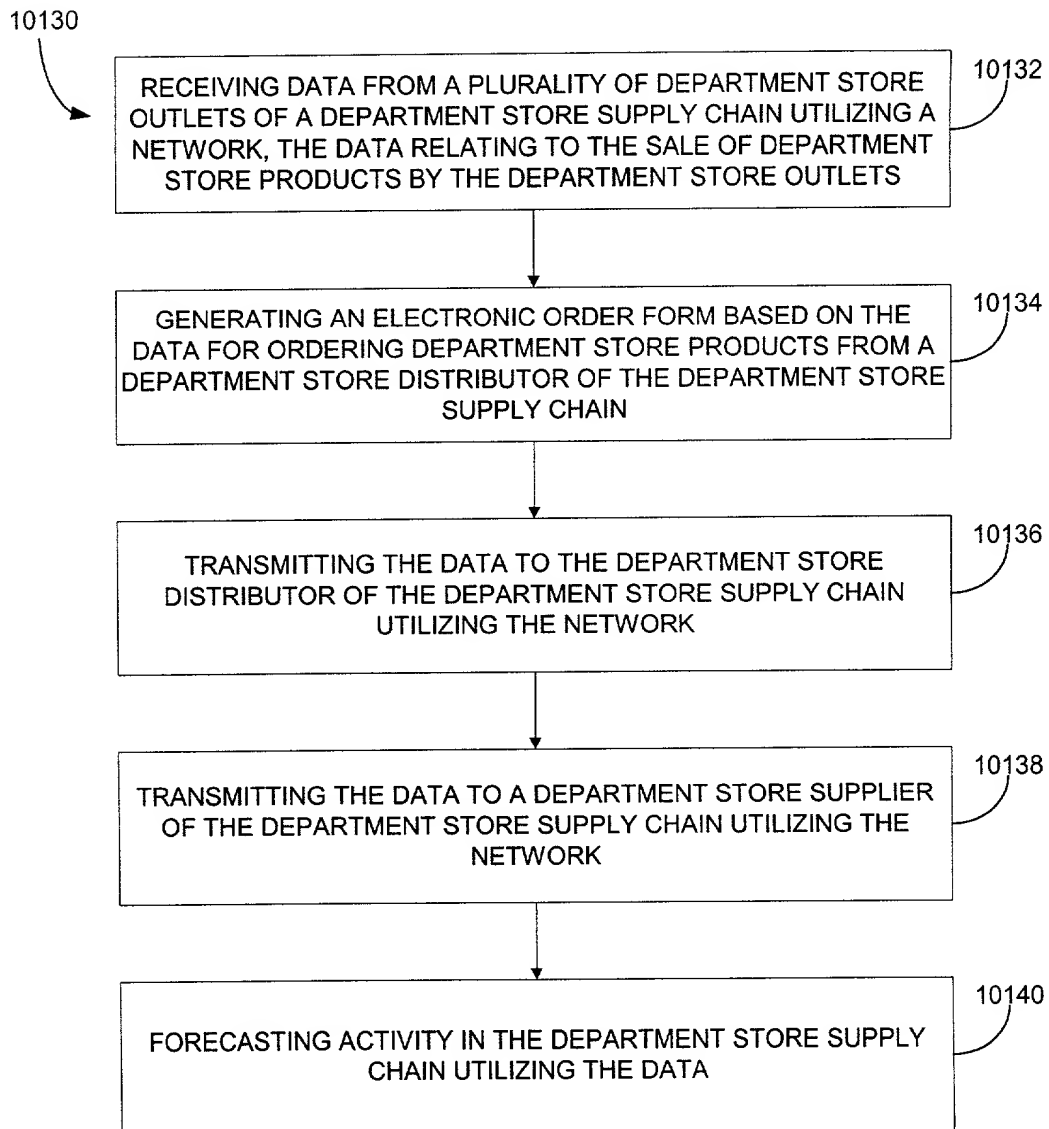 10130
10132
RECEIVING DATA FROM A PLURALITY OF DEPARTMENT STORE
OUTLETS OF A DEPARTMENT STORE SUPPLY CHAIN UTILIZING A
NETWORK, THE DATA RELATING TO THE SALE OF DEPARTMENT
STORE PRODUCTS BY THE DEPARTMENT STORE OUTLETS
10134
GENERATING AN ELECTRONIC ORDER FORM BASED ON THE
DATA FOR ORDERING DEPARTMENT STORE PRODUCTS FROM A
DEPARTMENT STORE DISTRIBUTOR OF THE DEPARTMENT STORE
SUPPLY CHAIN
10136
TRANSMITTING THE DATA TO THE DEPARTMENT STORE
DISTRIBUTOR OF THE DEPARTMENT STORE SUPPLY CHAIN
UTILIZING THE NETWORK
10138
TRANSMITTING THE DATA TO A DEPARTMENT STORE SUPPLIER
OF THE DEPARTMENT STORE SUPPLY CHAIN UTILIZING THE
NETWORK
10140
FORECASTING ACTIVITY IN THE DEPARTMENT STORE SUPPLY
CHAIN UTILIZING THE DATA